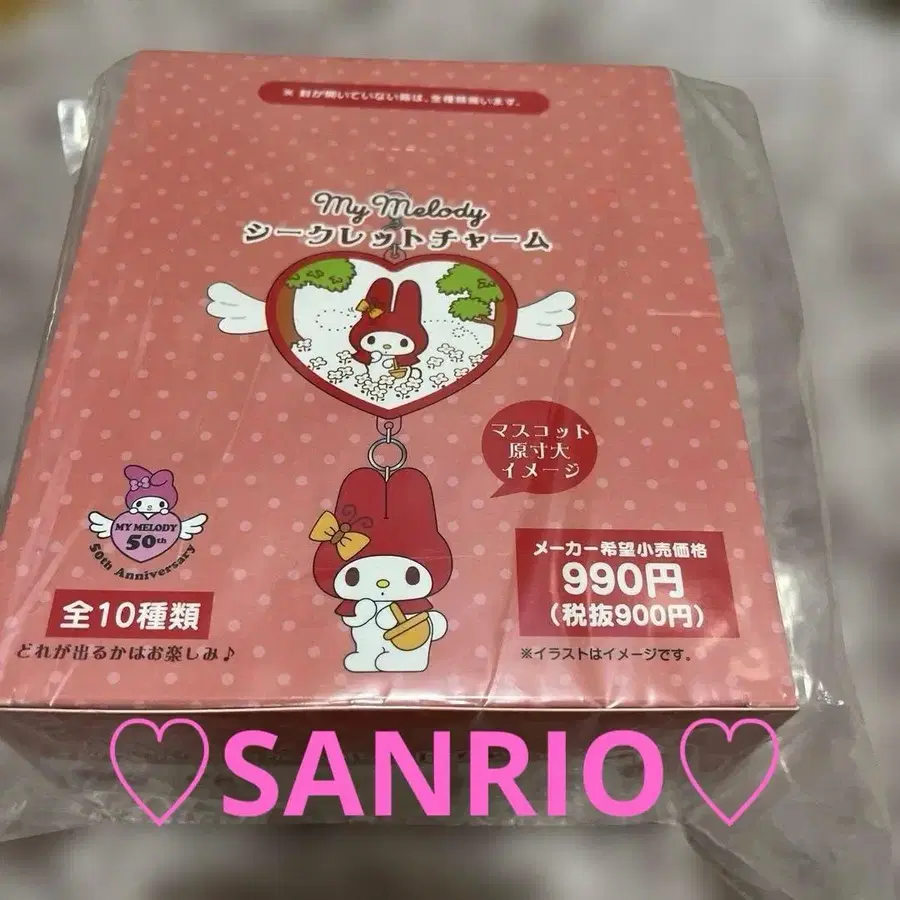 ※ 封が開いていない際は、全種類揃います。
My Melody
シークレットチャーム
マスコット
原寸大
イメージ
MY MELODY
50th
50th Anniversary
全10種類
どれが出るかはお楽しみ♪
メーカー希望小売価格
990円
(税抜900円)
※イラストはイメージです。
♡SANRIO♡